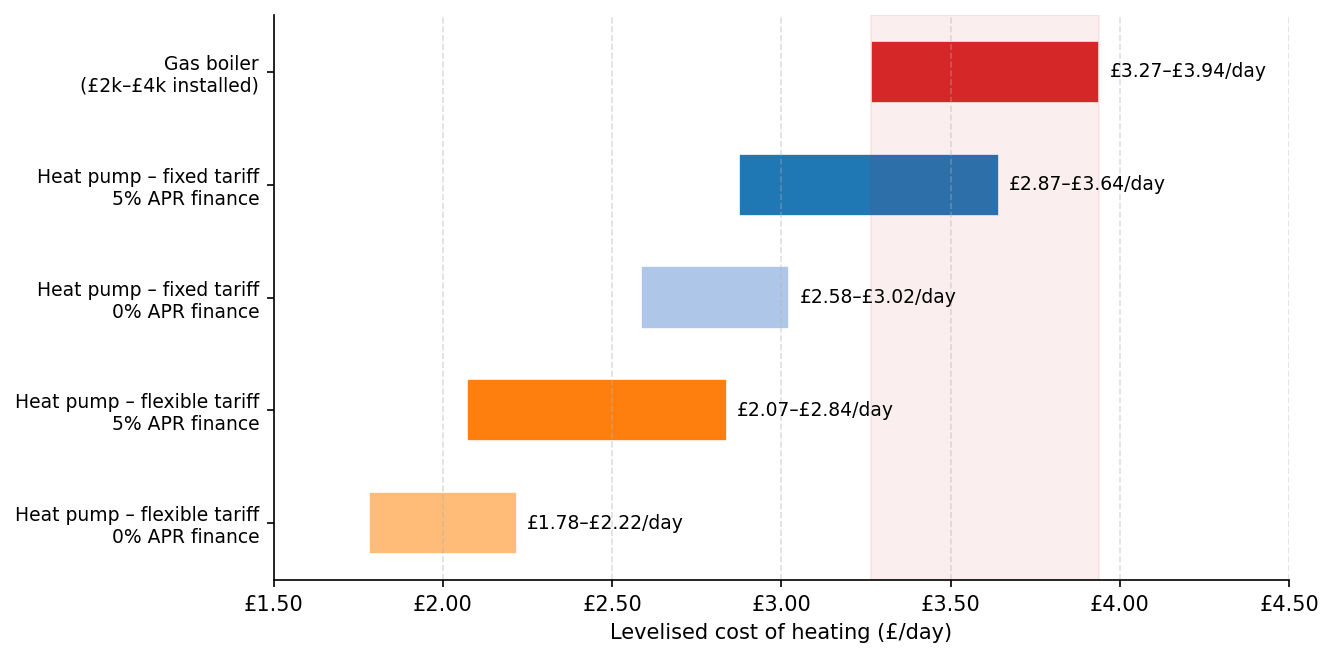 Gas boiler
(£2k–£4k installed)
£3.27–£3.94/day
Heat pump – fixed tariff
5% APR finance
£2.87–£3.64/day
Heat pump – fixed tariff
0% APR finance
£2.58–£3.02/day
Heat pump – flexible tariff
5% APR finance
£2.07–£2.84/day
Heat pump – flexible tariff
0% APR finance
£1.78–£2.22/day
£1.50 £2.00 £2.50 £3.00 £3.50 £4.00 £4.50
Levelised cost of heating (£/day)